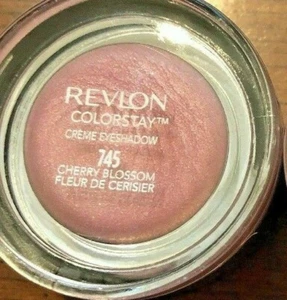 REVLON
COLORSTAY™
CRÈME EYESHADOW
745
CHERRY BLOSSOM
FLEUR DE CERISIER